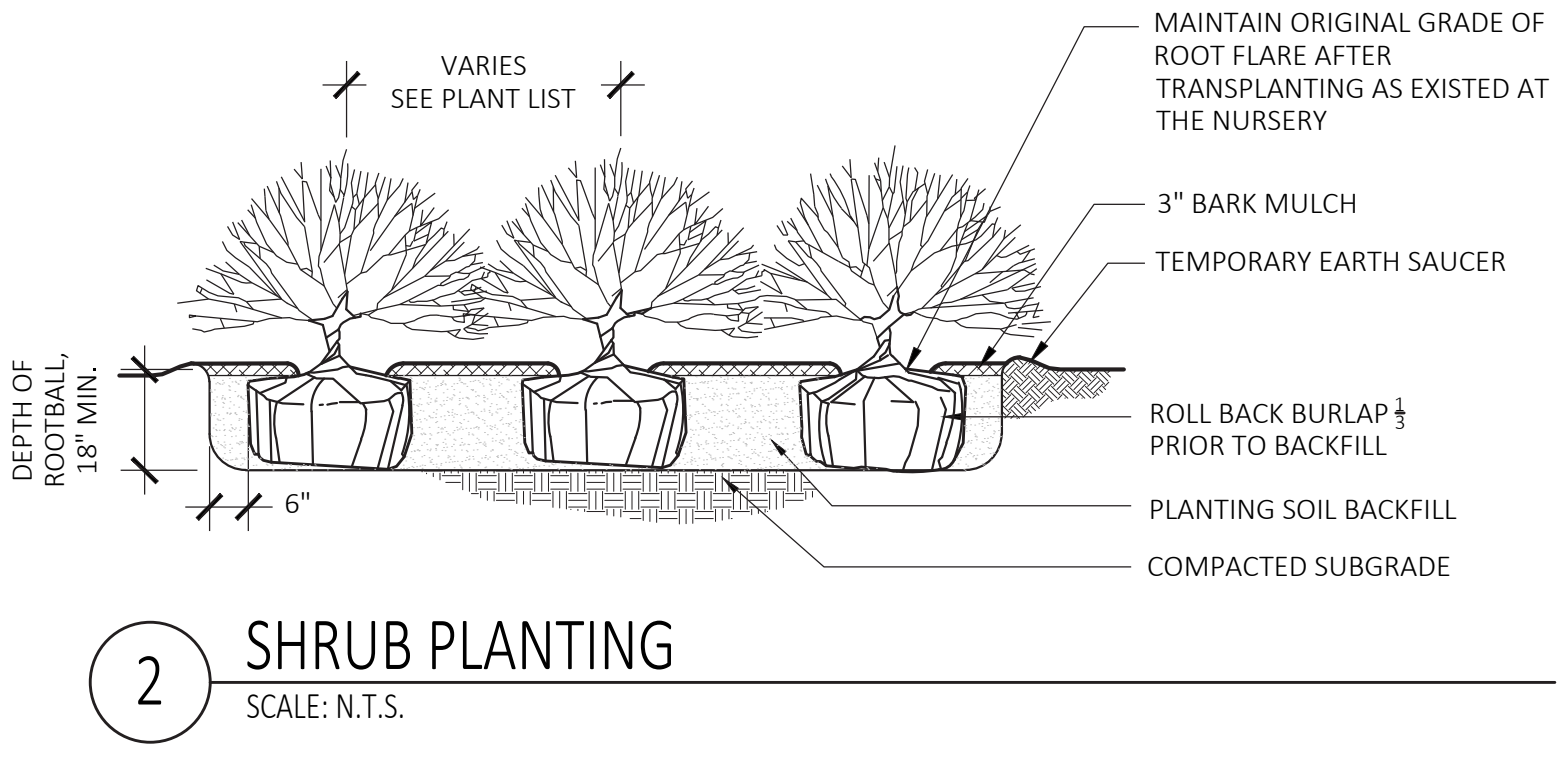 VARIES
SEE PLANT LIST
MAINTAIN ORIGINAL GRADE OF
ROOT FLARE AFTER
TRANSPLANTING AS EXISTED AT
THE NURSERY
3" BARK MULCH
TEMPORARY EARTH SAUCER
DEPTH OF
ROOTBALL,
18" MIN.
6"
ROLL BACK BURLAP 1/3
PRIOR TO BACKFILL
PLANTING SOIL BACKFILL
COMPACTED SUBGRADE
2
SHRUB PLANTING
SCALE: N.T.S.